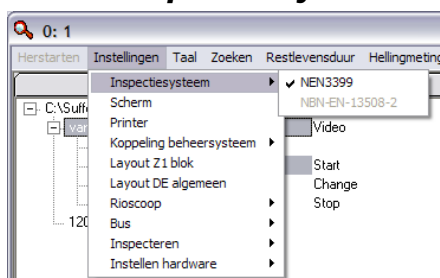 0: 1
Herstarten Instellingen Taal Zoeken Restlevensduur Hellingmeting
Inspectiesysteem NEN3399
Scherm NBN-EN-13508-2
C:\Suff
Printer Video
Koppeling beheersysteem
Layout Z1 blok Start
Layout DE algemeen Change
Rioscoop Stop
120 Bus
Inspecteren
Instellen hardware